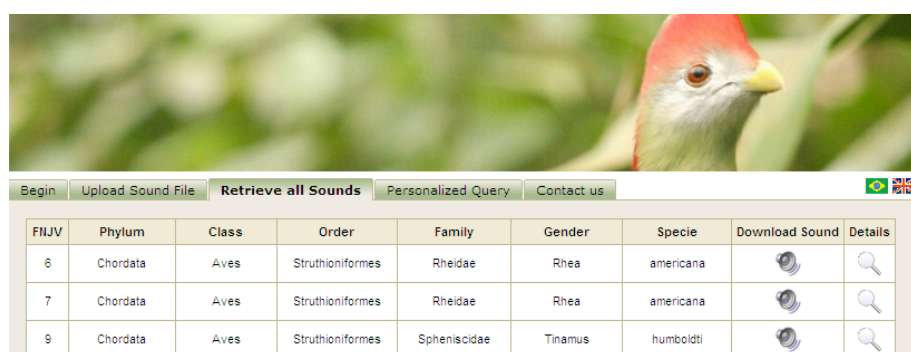 Begin Upload Sound File Retrieve all Sounds Personalized Query Contact us
FNJV Phylum Class Order Family Gender Specie Download Sound Details
6 Chordata Aves Struthioniformes Rheidae Rhea americana
7 Chordata Aves Struthioniformes Rheidae Rhea americana
9 Chordata Aves Struthioniformes Spheniscidae Tinamus humboldti